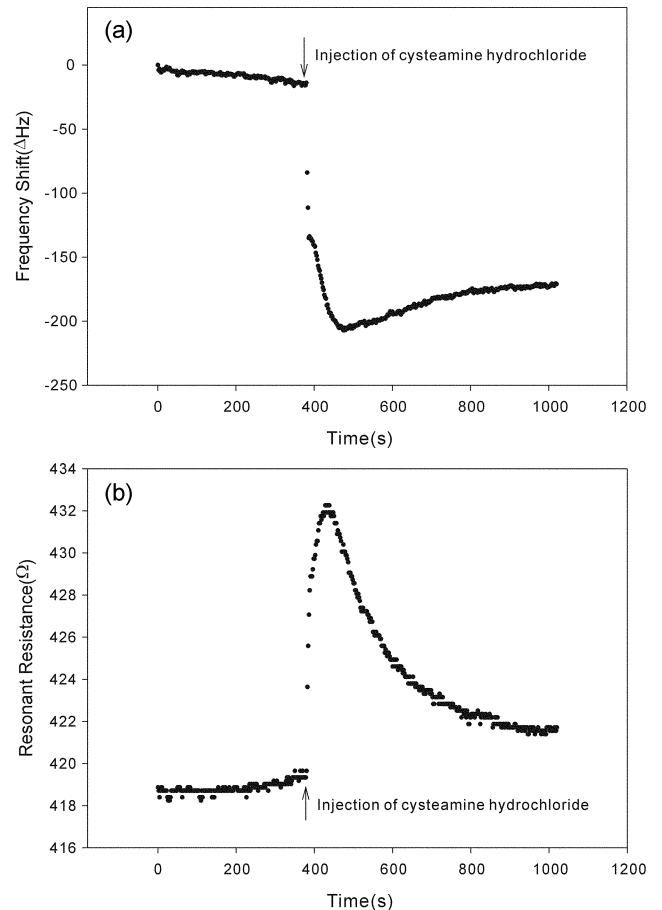 (a)
Injection of cysteamine hydrochloride
0
-50
-100
-150
-200
-250
Frequency Shift(ΔHz)
0 200 400 600 800 1000 1200
Time(s)
(b)
434
432
430
428
426
424
422
420
418
416
Resonant Resistance(Ω)
Injection of cysteamine hydrochloride
0 200 400 600 800 1000 1200
Time(s)